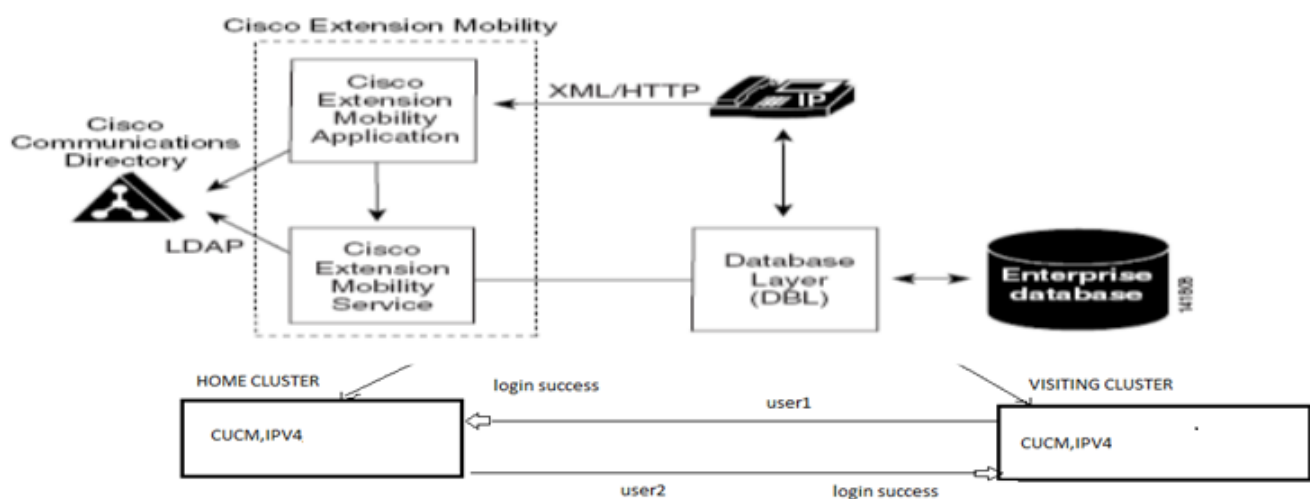 Cisco Extension Mobility
Cisco
Extension
Mobility
Application
XML/HTTP
IP
Cisco
Communications
Directory
LDAP
Cisco
Extension
Mobility
Service
Database
Layer
(DBL)
Enterprise
database
141808
HOME CLUSTER
login success
user1
VISITING CLUSTER
CUCM,IPV4
CUCM,IPV4
user2
login success